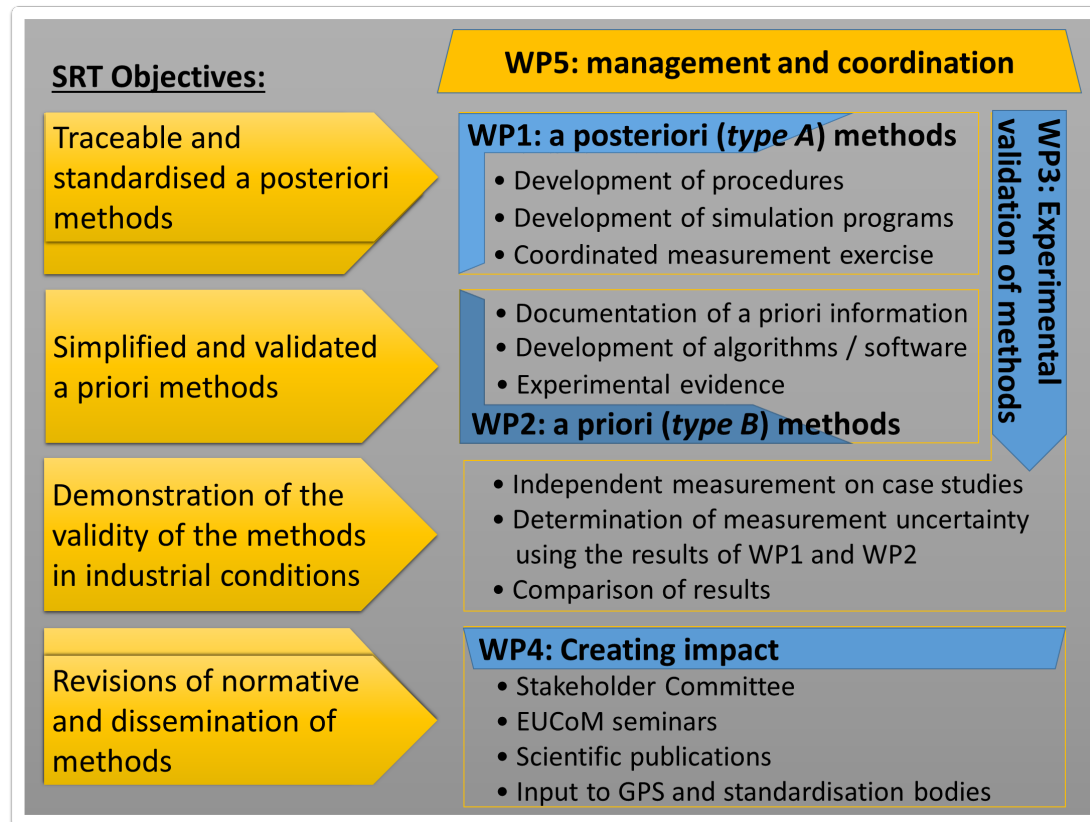 SRT Objectives:
WP5: management and coordination
Traceable and
standardised a posteriori
methods
WP1: a posteriori (type A) methods
• Development of procedures
• Development of simulation programs
• Coordinated measurement exercise
WP3: Experimental
validation of methods
Simplified and validated
a priori methods
• Documentation of a priori information
• Development of algorithms / software
• Experimental evidence
WP2: a priori (type B) methods
Demonstration of the
validity of the methods
in industrial conditions
• Independent measurement on case studies
• Determination of measurement uncertainty
using the results of WP1 and WP2
• Comparison of results
Revisions of normative
and dissemination of
methods
WP4: Creating impact
• Stakeholder Committee
• EUCoM seminars
• Scientific publications
• Input to GPS and standardisation bodies